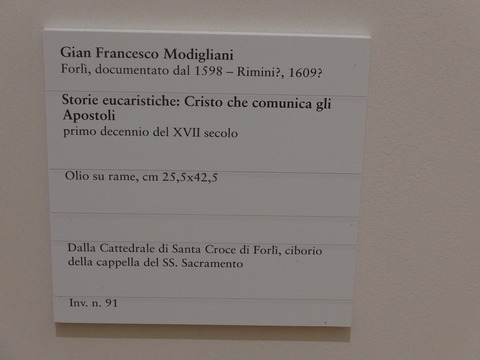 Gian Francesco Modigliani
Forlì, documentato dal 1598 – Rimini?, 1609?
Storie eucaristiche: Cristo che comunica gli
Apostoli
primo decennio del XVII secolo
Olio su rame, cm 25,5x42,5
Dalla Cattedrale di Santa Croce di Forlì, ciborio
della cappella del SS. Sacramento
Inv. n. 91